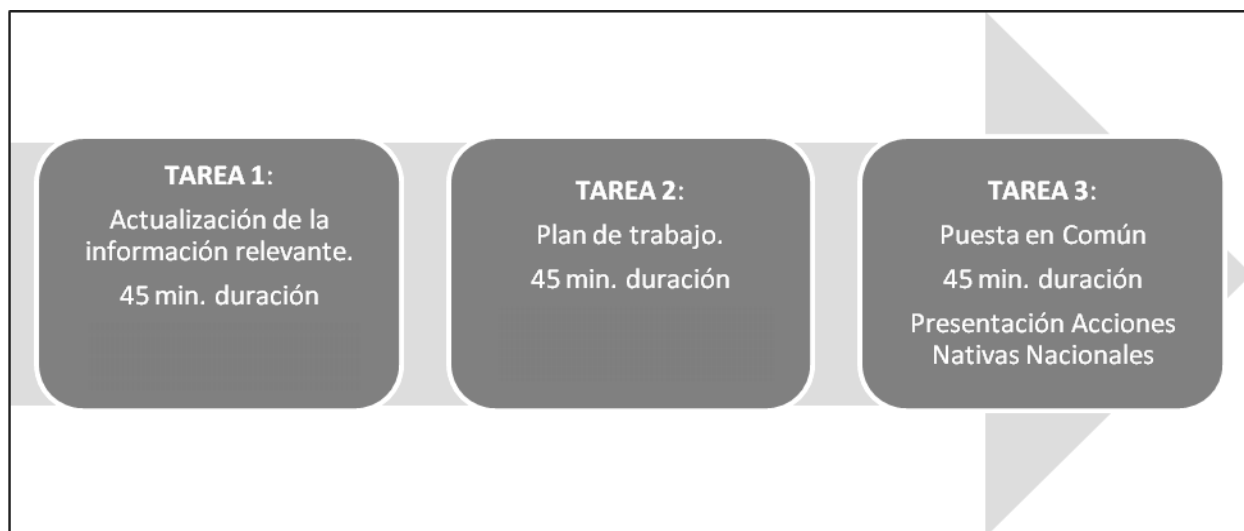 TAREA 1:
Actualización de la
información relevante.
45 min. duración
TAREA 2:
Plan de trabajo.
45 min. duración
TAREA 3:
Puesta en Común
45 min. duración
Presentación Acciones
Nativas Nacionales